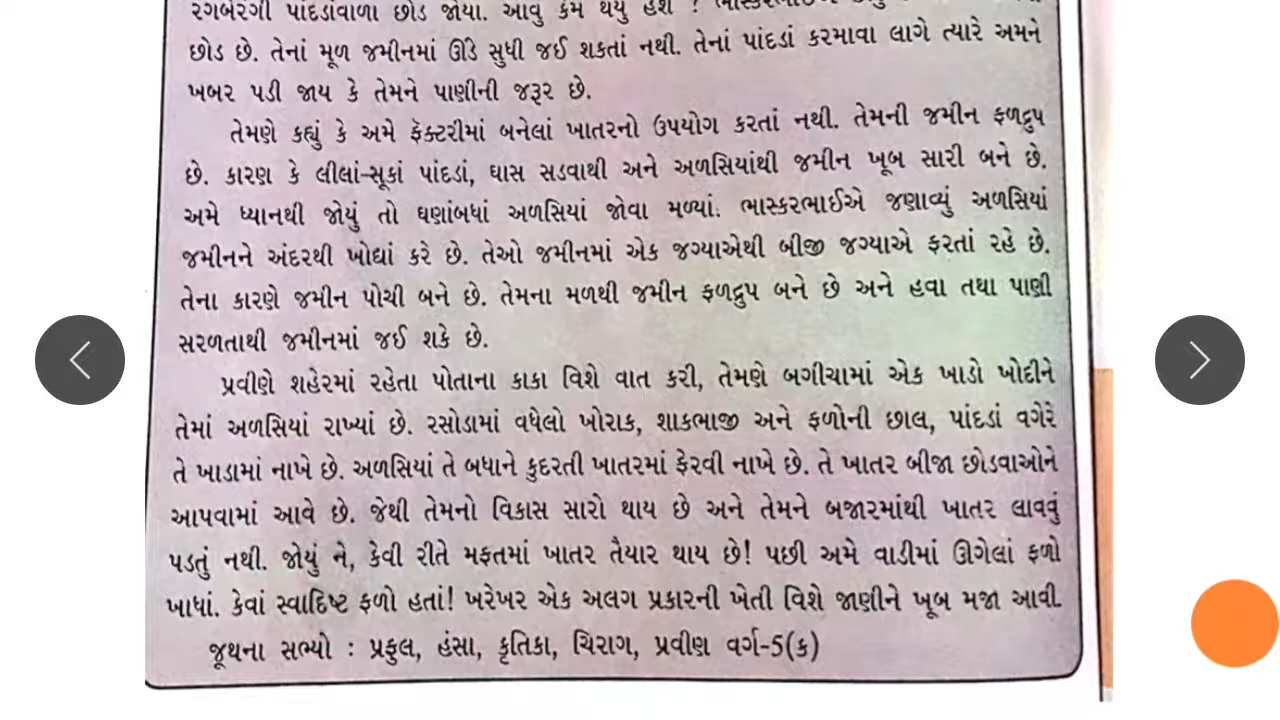 રંગબેરંગી પાંદડાંવાળા છોડ જોયા. આવું કેમ થયું હશે ?
છોડ છે. તેનાં મૂળ જમીનમાં ઊંડે સુધી જઈ શકતાં નથી. તેનાં પાંદડાં કરમાવા લાગે ત્યારે અમને
ખબર પડી જાય કે તેમને પાણીની જરૂર છે.
તેમણે કહ્યું કે અમે ફૅક્ટરીમાં બનેલાં ખાતરનો ઉપયોગ કરતાં નથી. તેમની જમીન ફળદ્રુપ
છે. કારણ કે લીલાં-સૂકાં પાંદડાં, ઘાસ સડવાથી અને અળસિયાંથી જમીન ખૂબ સારી બને છે.
અમે ધ્યાનથી જોયું તો ઘણાંબધાં અળસિયાં જોવા મળ્યાં. ભાસ્કરભાઈએ જણાવ્યું અળસિયાં
જમીનને અંદરથી ખોદ્યાં કરે છે. તેઓ જમીનમાં એક જગ્યાએથી બીજી જગ્યાએ ફરતાં રહે છે.
તેના કારણે જમીન પોચી બને છે. તેમના મળથી જમીન ફળદ્રુપ બને છે અને હવા તથા પાણી
સરળતાથી જમીનમાં જઈ શકે છે.
પ્રવીણે શહેરમાં રહેતા પોતાના કાકા વિશે વાત કરી, તેમણે બગીચામાં એક ખાડો ખોદીને
તેમાં અળસિયાં રાખ્યાં છે. રસોડામાં વધેલો ખોરાક, શાકભાજી અને ફળોની છાલ, પાંદડાં વગેરે
તે ખાડામાં નાખે છે. અળસિયાં તે બધાને કુદરતી ખાતરમાં ફેરવી નાખે છે. તે ખાતર બીજા છોડવાઓને
આપવામાં આવે છે. જેથી તેમનો વિકાસ સારો થાય છે અને તેમને બજારમાંથી ખાતર લાવવું
પડતું નથી. જોયું ને, કેવી રીતે મફતમાં ખાતર તૈયાર થાય છે! પછી અમે વાડીમાં ઊગેલાં ફળો
ખાધાં. કેવાં સ્વાદિષ્ટ ફળો હતાં! ખરેખર એક અલગ પ્રકારની ખેતી વિશે જાણીને ખૂબ મજા આવી.
જૂથના સભ્યો : પ્રફુલ, હંસા, કૃતિકા, ચિરાગ, પ્રવીણ વર્ગ-5(ક)